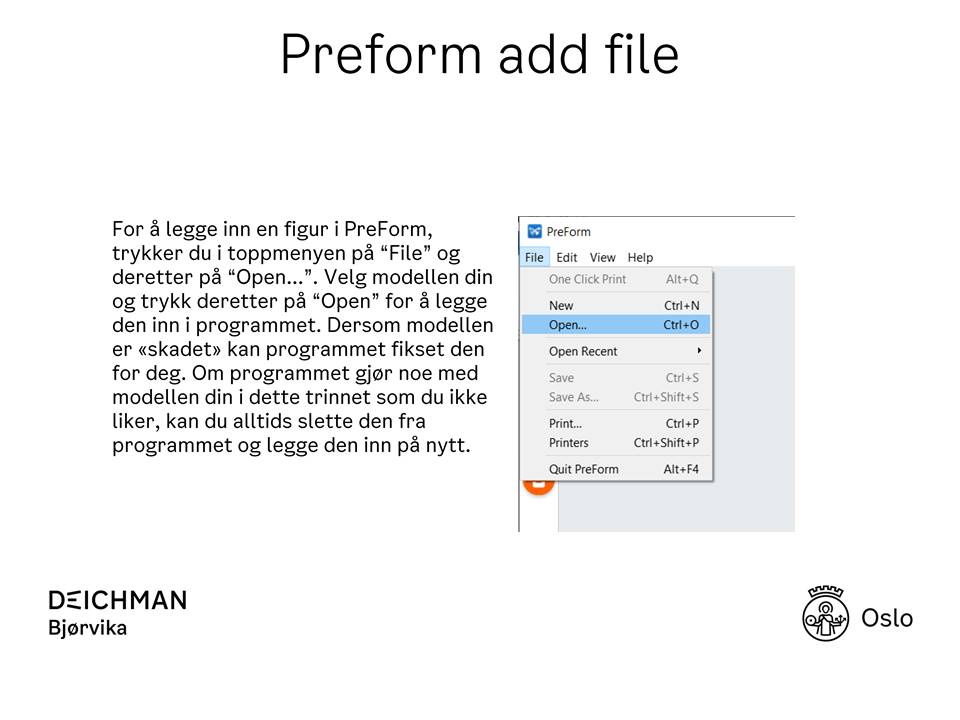 Preform add file
For å legge inn en figur i PreForm,
trykker du i toppmenyen på “File” og
deretter på “Open...”. Velg modellen din
og trykk deretter på “Open” for å legge
den inn i programmet. Dersom modellen
er «skadet» kan programmet fikset den
for deg. Om programmet gjør noe med
modellen din i dette trinnet som du ikke
liker, kan du alltids slette den fra
programmet og legge den inn på nytt.
PreForm
File Edit View Help
One Click Print Alt+Q
New Ctrl+N
Open... Ctrl+O
Open Recent
Save Ctrl+S
Save As... Ctrl+Shift+S
Print... Ctrl+P
Printers Ctrl+Shift+P
Quit PreForm Alt+F4
DEICHMAN
Bjørvika
Oslo